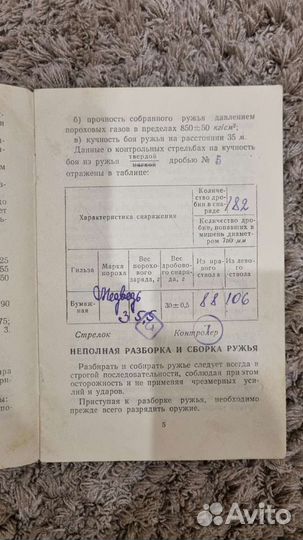 б) прочность собранного ружья давлением
пороховых газов в пределах 850±50 кг/см²;
в) кучность боя ружья на расстоянии 35 м.
Данные о контрольных стрельбах на кучность
боя из ружья твердой
мягкой дробью № 5
отражены в таблице:
Характеристика снаряжения
Количество дробин в снаряде 182
Количество дробин, попавших в мишень диаметром 750 мм
Гильза
Марка пороха
Вес порохового заряда, г
Вес дробового снаряда, г
Из правого ствола
Из левого ствола
Бумажная
Медведь
30±0,5
88
106
Стрелок
Контролер
НЕПОЛНАЯ РАЗБОРКА И СБОРКА РУЖЬЯ
Разбирать и собирать ружье следует всегда в
строгой последовательности, соблюдая при этом
осторожность и не применяя чрезмерных усилий и ударов.
Приступая к разборке ружья, необходимо
прежде всего разрядить оружие.
5
25
55
90
75;
3.
Avito